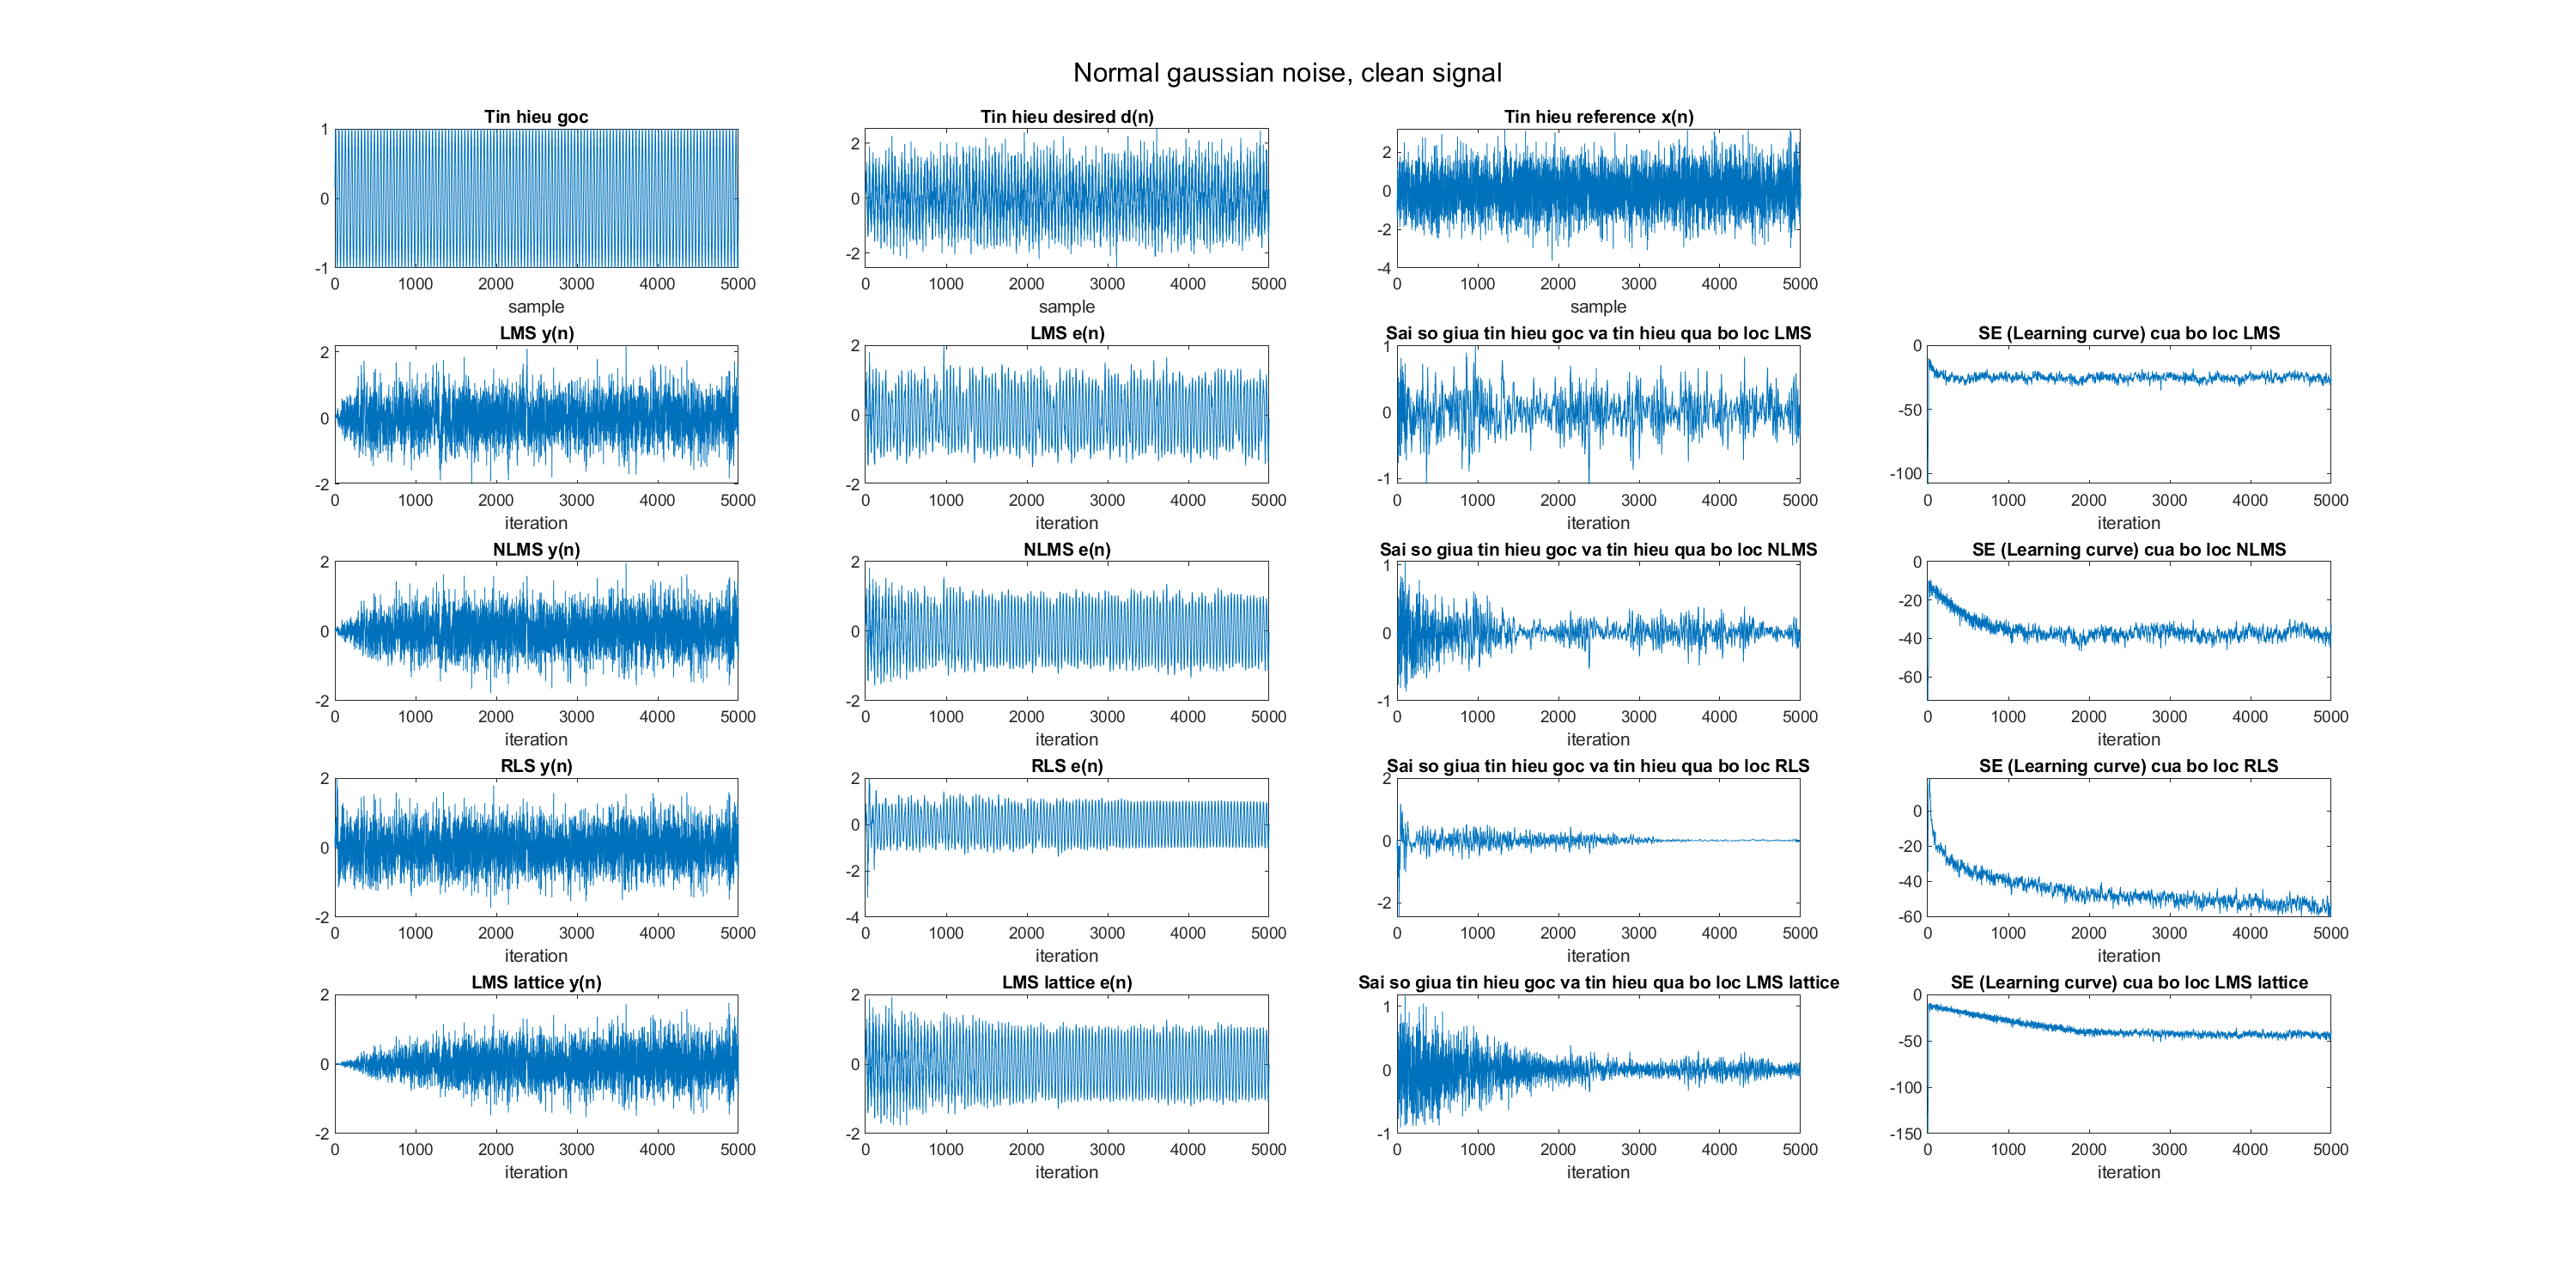 Normal gaussian noise, clean signal
Tin hieu goc
1
0
-1
0 1000 2000 3000 4000 5000
sample
Tin hieu desired d(n)
2
0
-2
0 1000 2000 3000 4000 5000
sample
Tin hieu reference x(n)
2
0
-2
-4
0 1000 2000 3000 4000 5000
sample
LMS y(n)
2
0
-2
0 1000 2000 3000 4000 5000
iteration
LMS e(n)
2
0
-2
0 1000 2000 3000 4000 5000
iteration
Sai so giua tin hieu goc va tin hieu qua bo loc LMS
1
0
-1
0 1000 2000 3000 4000 5000
iteration
SE (Learning curve) cua bo loc LMS
0
-50
-100
0 1000 2000 3000 4000 5000
iteration
NLMS y(n)
2
0
-2
0 1000 2000 3000 4000 5000
iteration
NLMS e(n)
2
0
-2
0 1000 2000 3000 4000 5000
iteration
Sai so giua tin hieu goc va tin hieu qua bo loc NLMS
1
0
-1
0 1000 2000 3000 4000 5000
iteration
SE (Learning curve) cua bo loc NLMS
0
-20
-40
-60
0 1000 2000 3000 4000 5000
iteration
RLS y(n)
2
0
-2
0 1000 2000 3000 4000 5000
iteration
RLS e(n)
2
0
-2
-4
0 1000 2000 3000 4000 5000
iteration
Sai so giua tin hieu goc va tin hieu qua bo loc RLS
2
0
-2
0 1000 2000 3000 4000 5000
iteration
SE (Learning curve) cua bo loc RLS
0
-20
-40
-60
0 1000 2000 3000 4000 5000
iteration
LMS lattice y(n)
2
0
-2
0 1000 2000 3000 4000 5000
iteration
LMS lattice e(n)
2
0
-2
0 1000 2000 3000 4000 5000
iteration
Sai so giua tin hieu goc va tin hieu qua bo loc LMS lattice
1
0
-1
0 1000 2000 3000 4000 5000
iteration
SE (Learning curve) cua bo loc LMS lattice
0
-50
-100
-150
0 1000 2000 3000 4000 5000
iteration